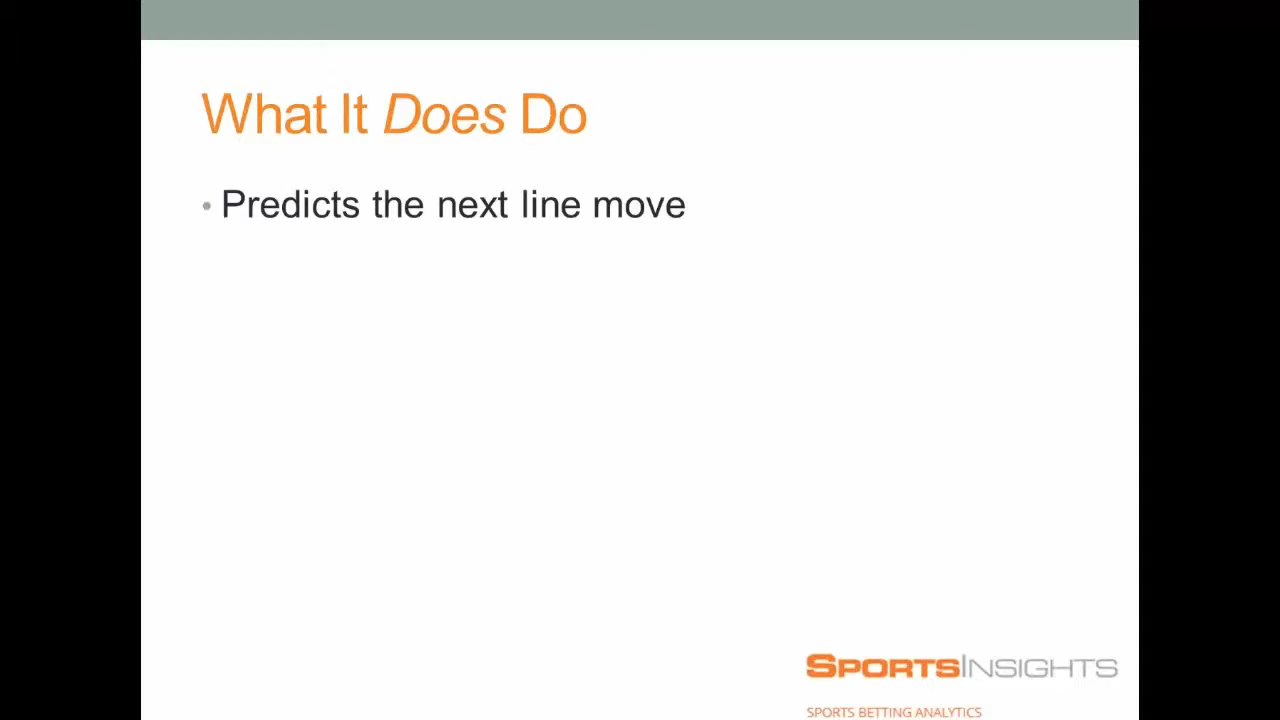 What It Does Do
• Predicts the next line move
SPORTSINSIGHTS
SPORTS BETTING ANALYTICS